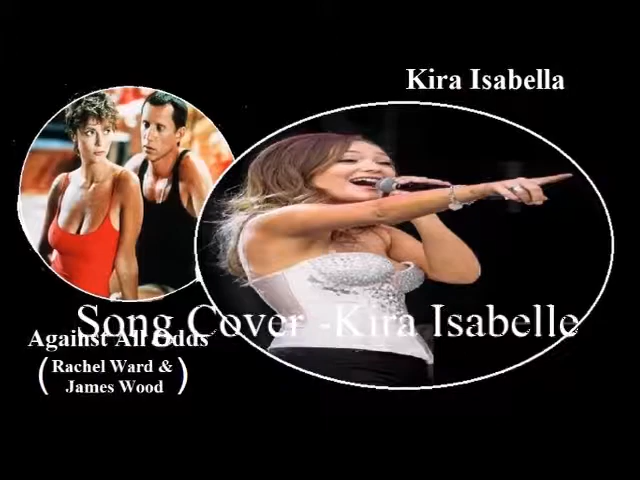 Kira Isabella
Song Cover -Kira Isabelle
Against All Odds
(Rachel Ward &
James Wood)